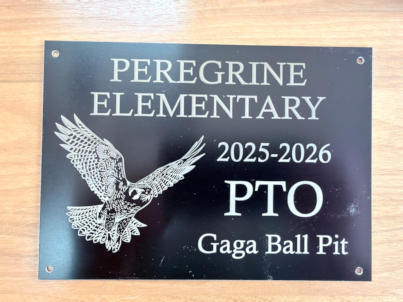 PEREGRINE
ELEMENTARY
2025-2026
PTO
Gaga Ball Pit